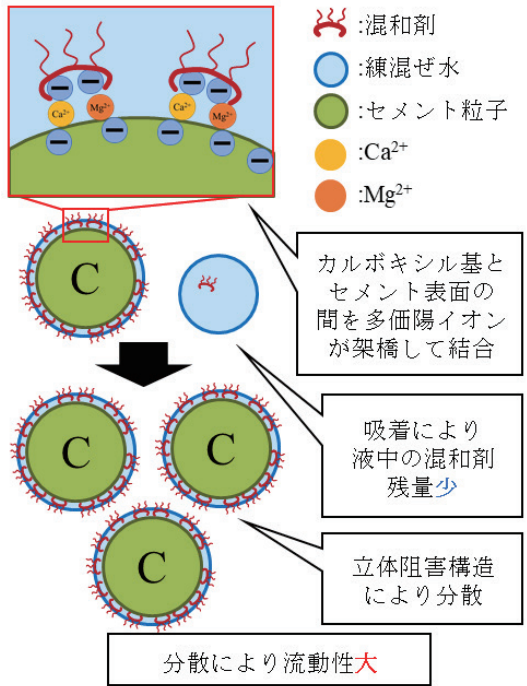 :混和剤
:練混ぜ水
:セメント粒子
:Ca²⁺
:Mg²⁺
Ca²⁺
Mg²⁺
Ca²⁺
Mg²⁺
C
カルボキシル基と
セメント表面の
間を多価陽イオン
が架橋して結合
C
C
C
吸着により
液中の混和剤
残量少
立体阻害構造
により分散
分散により流動性大